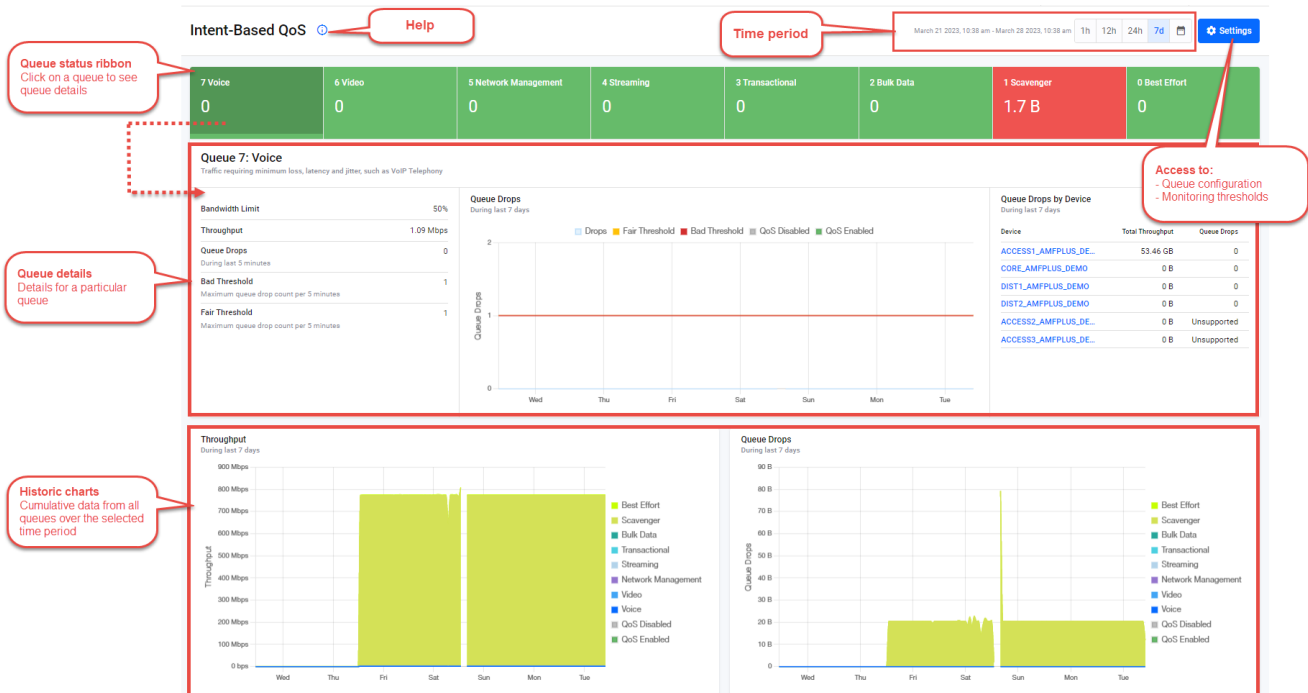 Intent-Based QoS
Help
Time period
March 21 2023, 10:38 am - March 28 2023, 10:38 am
1h 12h 24h 7d
Settings
Queue status ribbon
Click on a queue to see
queue details
7 Voice
0
6 Video
0
5 Network Management
0
4 Streaming
0
3 Transactional
0
2 Bulk Data
0
1 Scavenger
1.7 B
0 Best Effort
0
Access to:
- Queue configuration
- Monitoring thresholds
Queue 7: Voice
Traffic requiring minimum loss, latency and jitter, such as VoIP Telephony
Queue details
Details for a particular
queue
Bandwidth Limit 50%
Throughput 1.09 Mbps
Queue Drops 0
During last 5 minutes
Bad Threshold 1
Maximum queue drop count per 5 minutes
Fair Threshold 1
Maximum queue drop count per 5 minutes
Queue Drops
During last 7 days
Drops Fair Threshold Bad Threshold QoS Disabled QoS Enabled
Queue Drops
2
1
0
Wed Thu Fri Sat Sun Mon Tue
Queue Drops by Device
During last 7 days
Device Total Throughput Queue Drops
ACCESS1_AMFPLUS_DE... 53.46 GB 0
CORE_AMFPLUS_DEMO 0 B 0
DIST1_AMFPLUS_DEMO 0 B 0
DIST2_AMFPLUS_DEMO 0 B 0
ACCESS2_AMFPLUS_DE... 0 B Unsupported
ACCESS3_AMFPLUS_DE... 0 B Unsupported
Historic charts
Cumulative data from all
queues over the selected
time period
Throughput
During last 7 days
Throughput
900 Mbps
800 Mbps
700 Mbps
600 Mbps
500 Mbps
400 Mbps
300 Mbps
200 Mbps
100 Mbps
0 bps
Wed Thu Fri Sat Sun Mon Tue
Best Effort
Scavenger
Bulk Data
Transactional
Streaming
Network Management
Video
Voice
QoS Disabled
QoS Enabled
Queue Drops
During last 7 days
Queue Drops
90 B
80 B
70 B
60 B
50 B
40 B
30 B
20 B
10 B
0
Wed Thu Fri Sat Sun Mon Tue
Best Effort
Scavenger
Bulk Data
Transactional
Streaming
Network Management
Video
Voice
QoS Disabled
QoS Enabled